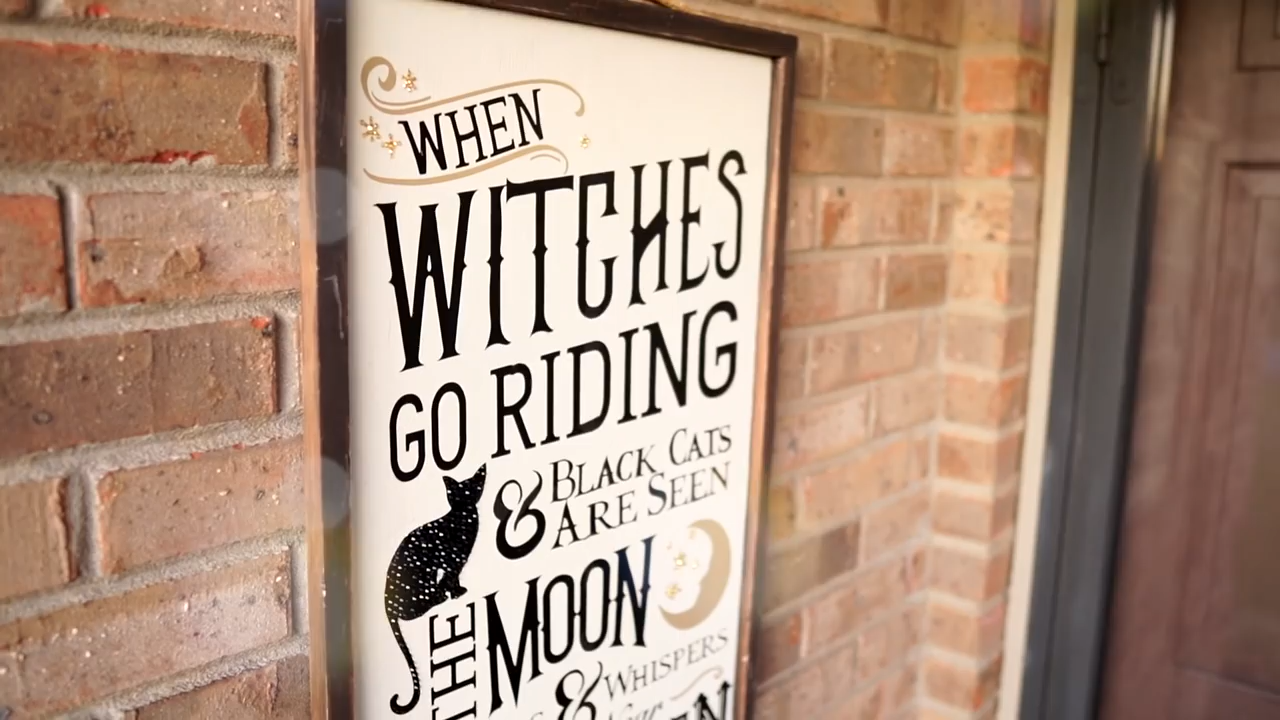 WHEN
WITCHES
GO RIDING
& BLACK CATS
ARE SEEN
THE MOON
& WHISPERS